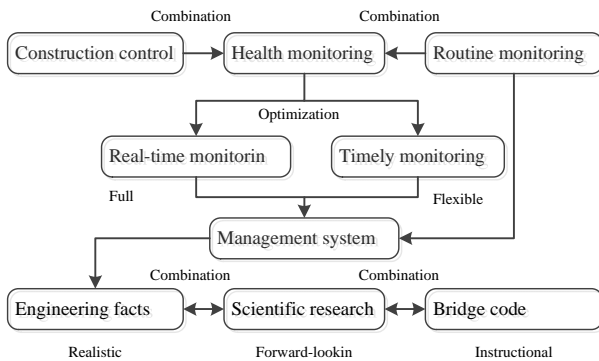 Combination
Combination
Construction control
Health monitoring
Routine monitoring
Optimization
Real-time monitorin
Timely monitoring
Full
Flexible
Management system
Combination
Combination
Engineering facts
Scientific research
Bridge code
Realistic
Forward-lookin
Instructional